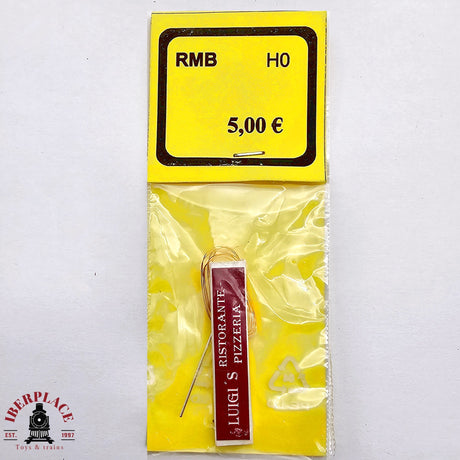 RMB H0
5,00 €
RISTORANTE
LUIGI´S PIZZERIA
IBERPLACE
EST. 1997
Toys & trains